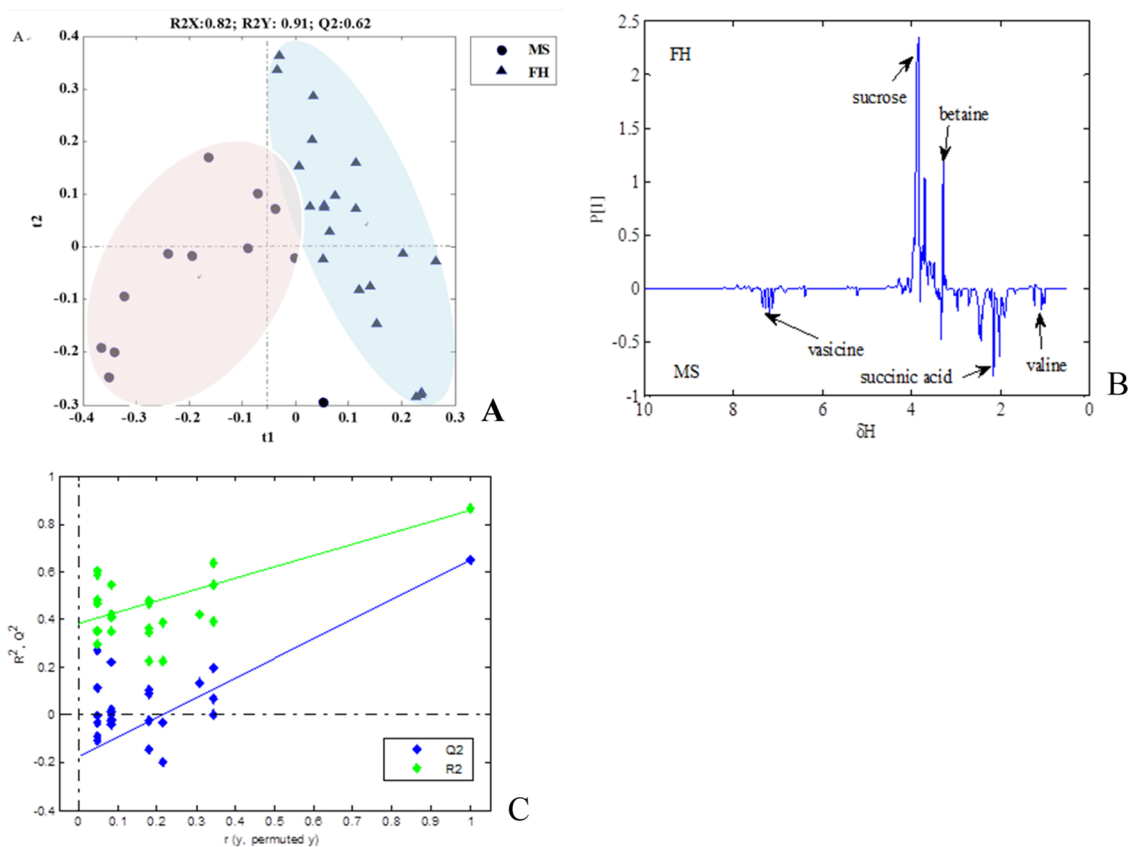 R2X:0.82; R2Y: 0.91; Q2:0.62
A
0.4
0.3
0.2
0.1
0
-0.1
-0.2
-0.3
t2
-0.4 -0.3 -0.2 -0.1 0 0.1 0.2 0.3
t1
MS
FH
A
2.5
2
1.5
1
0.5
0
-0.5
-1
P[1]
FH
sucrose
betaine
vasicine
succinic acid
valine
MS
10 8 6 4 2 0
δH
B
1
0.8
0.6
0.4
0.2
0
-0.2
-0.4
R2, Q2
0 0.1 0.2 0.3 0.4 0.5 0.6 0.7 0.8 0.9 1
r (y, permuted y)
Q2
R2
C